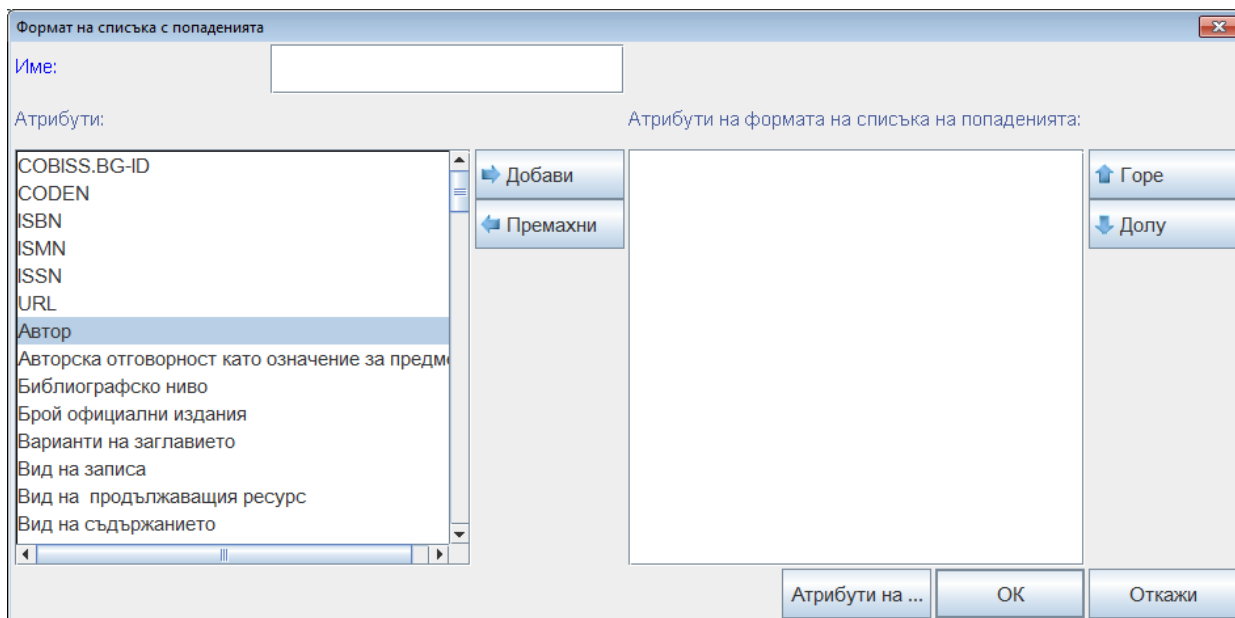 Формат на списъка с попаденията
Име:
Атрибути:
Атрибути на формата на списъка на попаденията:
COBISS.BG-ID
CODEN
ISBN
ISMN
ISSN
URL
Автор
Авторска отговорност като означение за предм
Библиографско ниво
Брой официални издания
Варианти на заглавието
Вид на записа
Вид на  продължаващия ресурс
Вид на съдържанието
Добави
Премахни
Горе
Долу
Атрибути на ...
ОК
Откажи